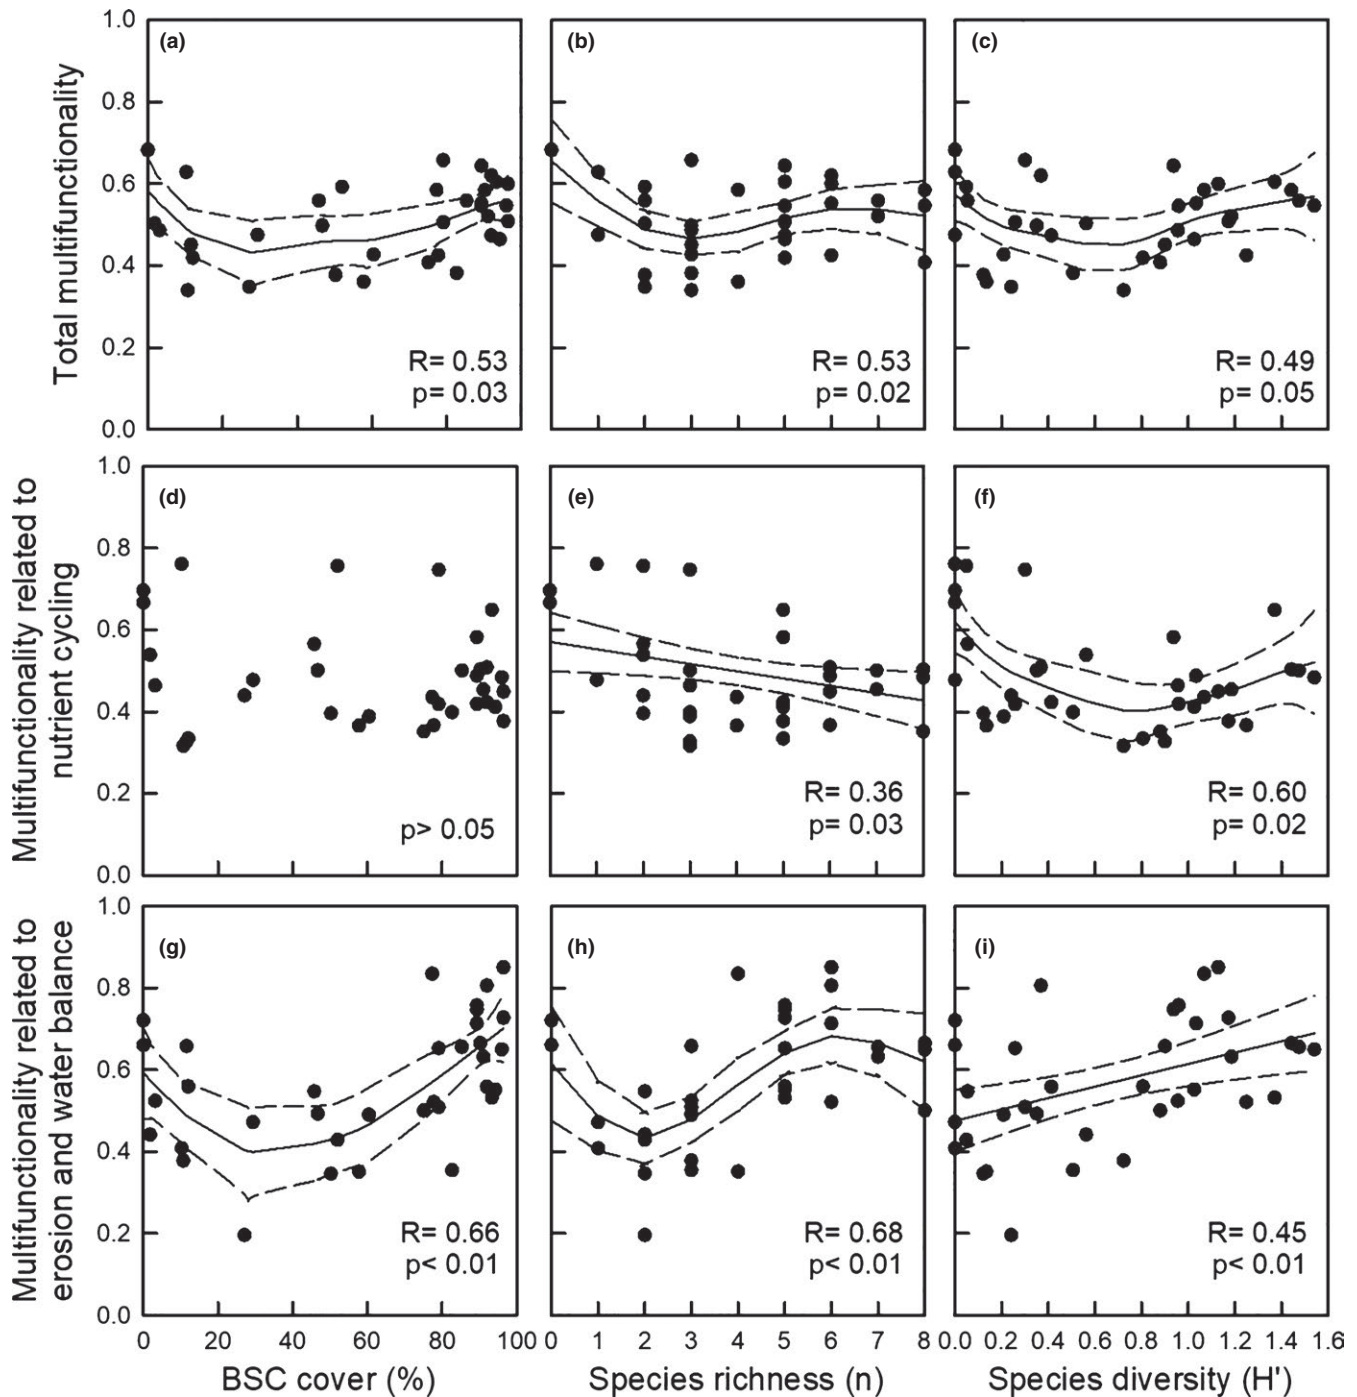 Total multifunctionality
1.0
0.8
0.6
0.4
0.2
0.0
(a)
R= 0.53
p= 0.03
(b)
R= 0.53
p= 0.02
(c)
R= 0.49
p= 0.05
Multifunctionality related to
nutrient cycling
1.0
0.8
0.6
0.4
0.2
0.0
(d)
p> 0.05
(e)
R= 0.36
p= 0.03
(f)
R= 0.60
p= 0.02
Multifunctionality related to
erosion and water balance
1.0
0.8
0.6
0.4
0.2
0.0
(g)
R= 0.66
p< 0.01
(h)
R= 0.68
p< 0.01
(i)
R= 0.45
p< 0.01
0 20 40 60 80 100
BSC cover (%)
0 1 2 3 4 5 6 7 8
Species richness (n)
0.0 0.2 0.4 0.6 0.8 1.0 1.2 1.4 1.6
Species diversity (H')